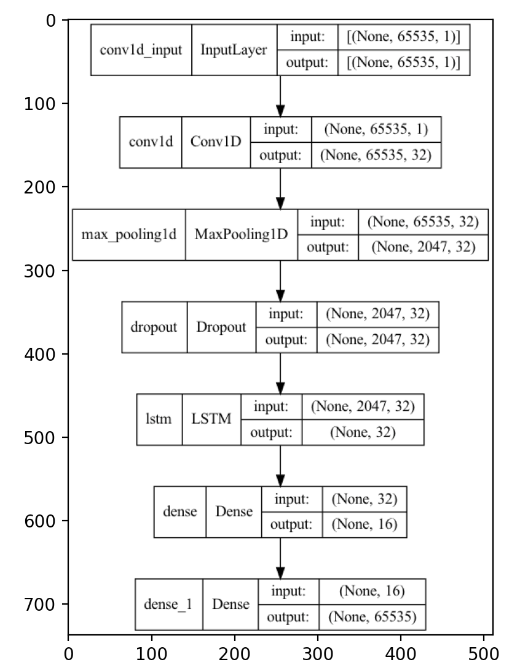 0
conv1d_input InputLayer input: [(None, 65535, 1)]
output: [(None, 65535, 1)]
100
conv1d Conv1D input: (None, 65535, 1)
output: (None, 65535, 32)
200
max_pooling1d MaxPooling1D input: (None, 65535, 32)
output: (None, 2047, 32)
300
dropout Dropout input: (None, 2047, 32)
output: (None, 2047, 32)
400
lstm LSTM input: (None, 2047, 32)
output: (None, 32)
500
dense Dense input: (None, 32)
output: (None, 16)
600
dense_1 Dense input: (None, 16)
output: (None, 65535)
700
0 100 200 300 400 500